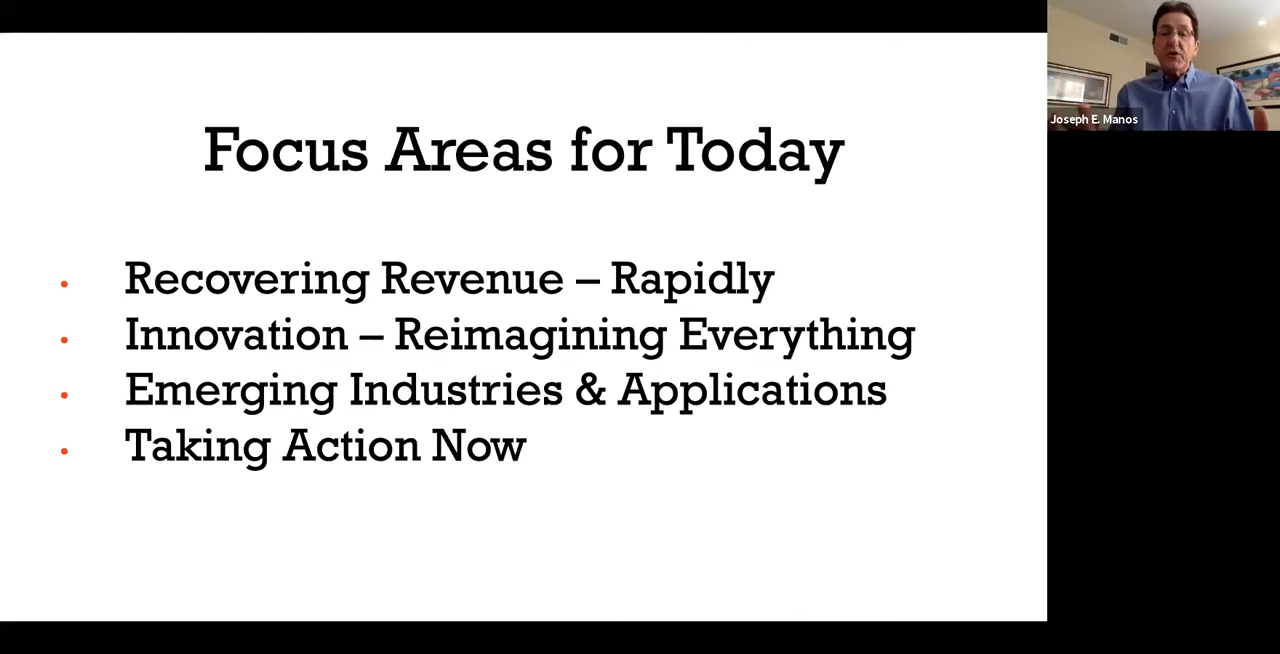 Focus Areas for Today
• Recovering Revenue – Rapidly
• Innovation – Reimagining Everything
• Emerging Industries & Applications
• Taking Action Now
Joseph E. Manos